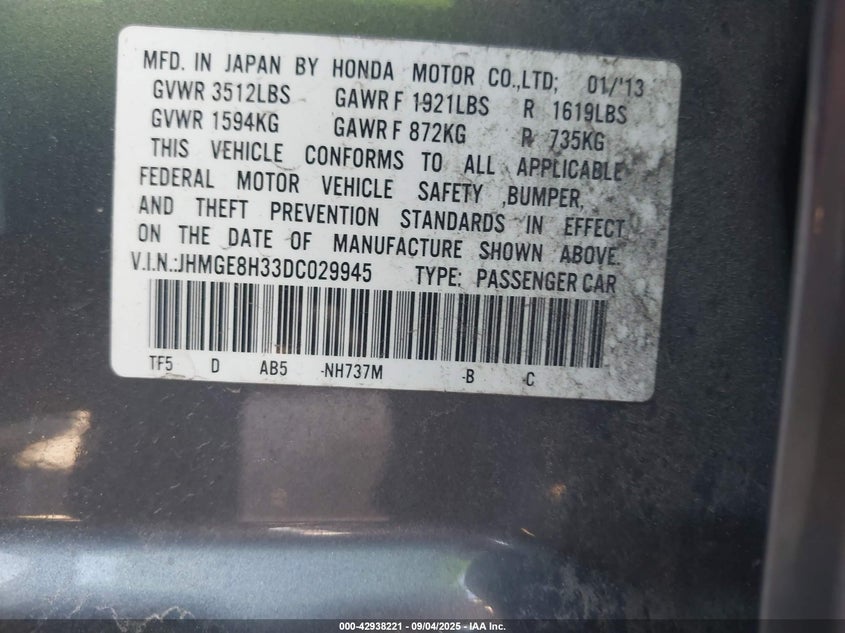 MFD. IN JAPAN BY HONDA MOTOR CO.,LTD; 01/'13
GVWR 3512LBS GAWR F 1921LBS R 1619LBS
GVWR 1594KG GAWR F 872KG R 735KG
THIS VEHICLE CONFORMS TO ALL APPLICABLE
FEDERAL MOTOR VEHICLE SAFETY ,BUMPER,
AND THEFT PREVENTION STANDARDS IN EFFECT
ON THE DATE OF MANUFACTURE SHOWN ABOVE.
V.I.N.:JHMGE8H33DC029945 TYPE: PASSENGER CAR
TF5 D AB5 -NH737M -B -C
000-42938221 - 09/04/2025 - IAA Inc.